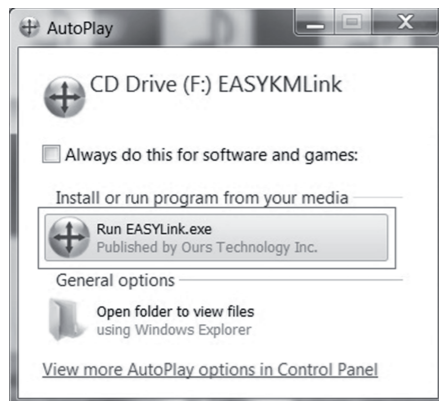 AutoPlay
CD Drive (F:) EASYKMLink
Always do this for software and games:
Install or run program from your media
Run EASYLink.exe
Published by Ours Technology Inc.
General options
Open folder to view files
using Windows Explorer
View more AutoPlay options in Control Panel